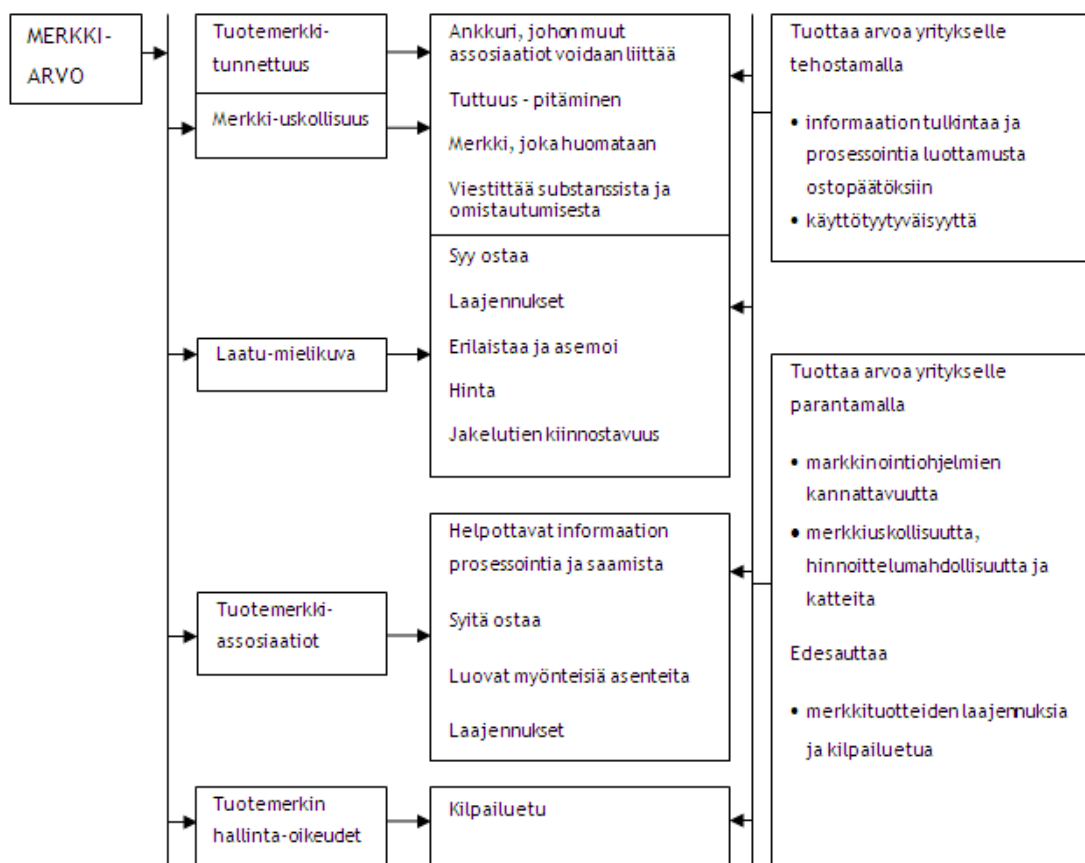 MERKKI-
ARVO
Tuotemerkki-
tunnettuus
Merkki-uskollisuus
Laatu-mielikuva
Tuotemerkki-
assosiaatiot
Tuotemerkin
hallinta-oikeudet
Ankkuri, johon muut
assosiaatiot voidaan liittää
Tuttuus - pitäminen
Merkki, joka huomataan
Viestittää substanssista ja
omistautumisesta
Syy ostaa
Laajennukset
Erilaistaa ja asemoi
Hinta
Jakelutien kiinnostavuus
Helpottavat informaation
prosessointia ja saamista
Syitä ostaa
Luovat myönteisiä asenteita
Laajennukset
Kilpailuetu
Tuottaa arvoa yritykselle
tehostamalla
• informaation tulkintaa ja
prosessointia luottamusta
ostopäätöksiin
• käyttötyytyväisyyttä
Tuottaa arvoa yritykselle
parantamalla
• markkinointiohjelmien
kannattavuutta
• merkkiuskollisuutta,
hinnoittelumahdollisuutta ja
katteita
Edesauttaa
• merkkituotteiden laajennuksia
ja kilpailuetua